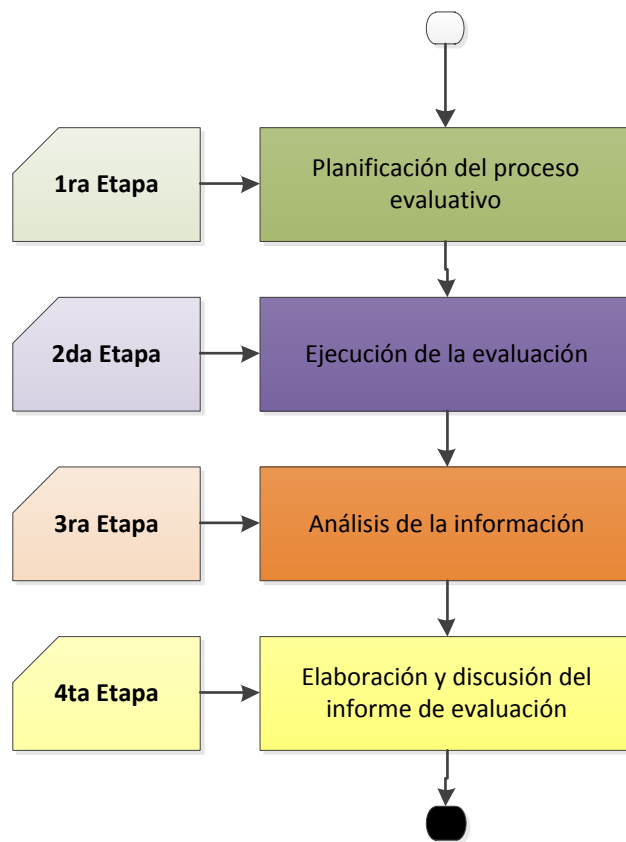 1ra Etapa
Planificación del proceso
evaluativo
2da Etapa
Ejecución de la evaluación
3ra Etapa
Análisis de la información
4ta Etapa
Elaboración y discusión del
informe de evaluación